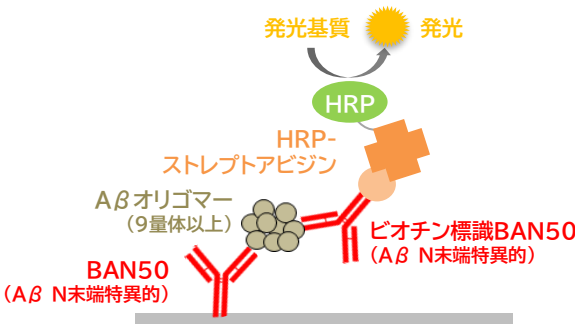 発光基質
発光
HRP
HRP-
ストレプトアビジン
Aβオリゴマー
(9量体以上)
ビオチン標識BAN50
(Aβ N末端特異的)
BAN50
(Aβ N末端特異的)